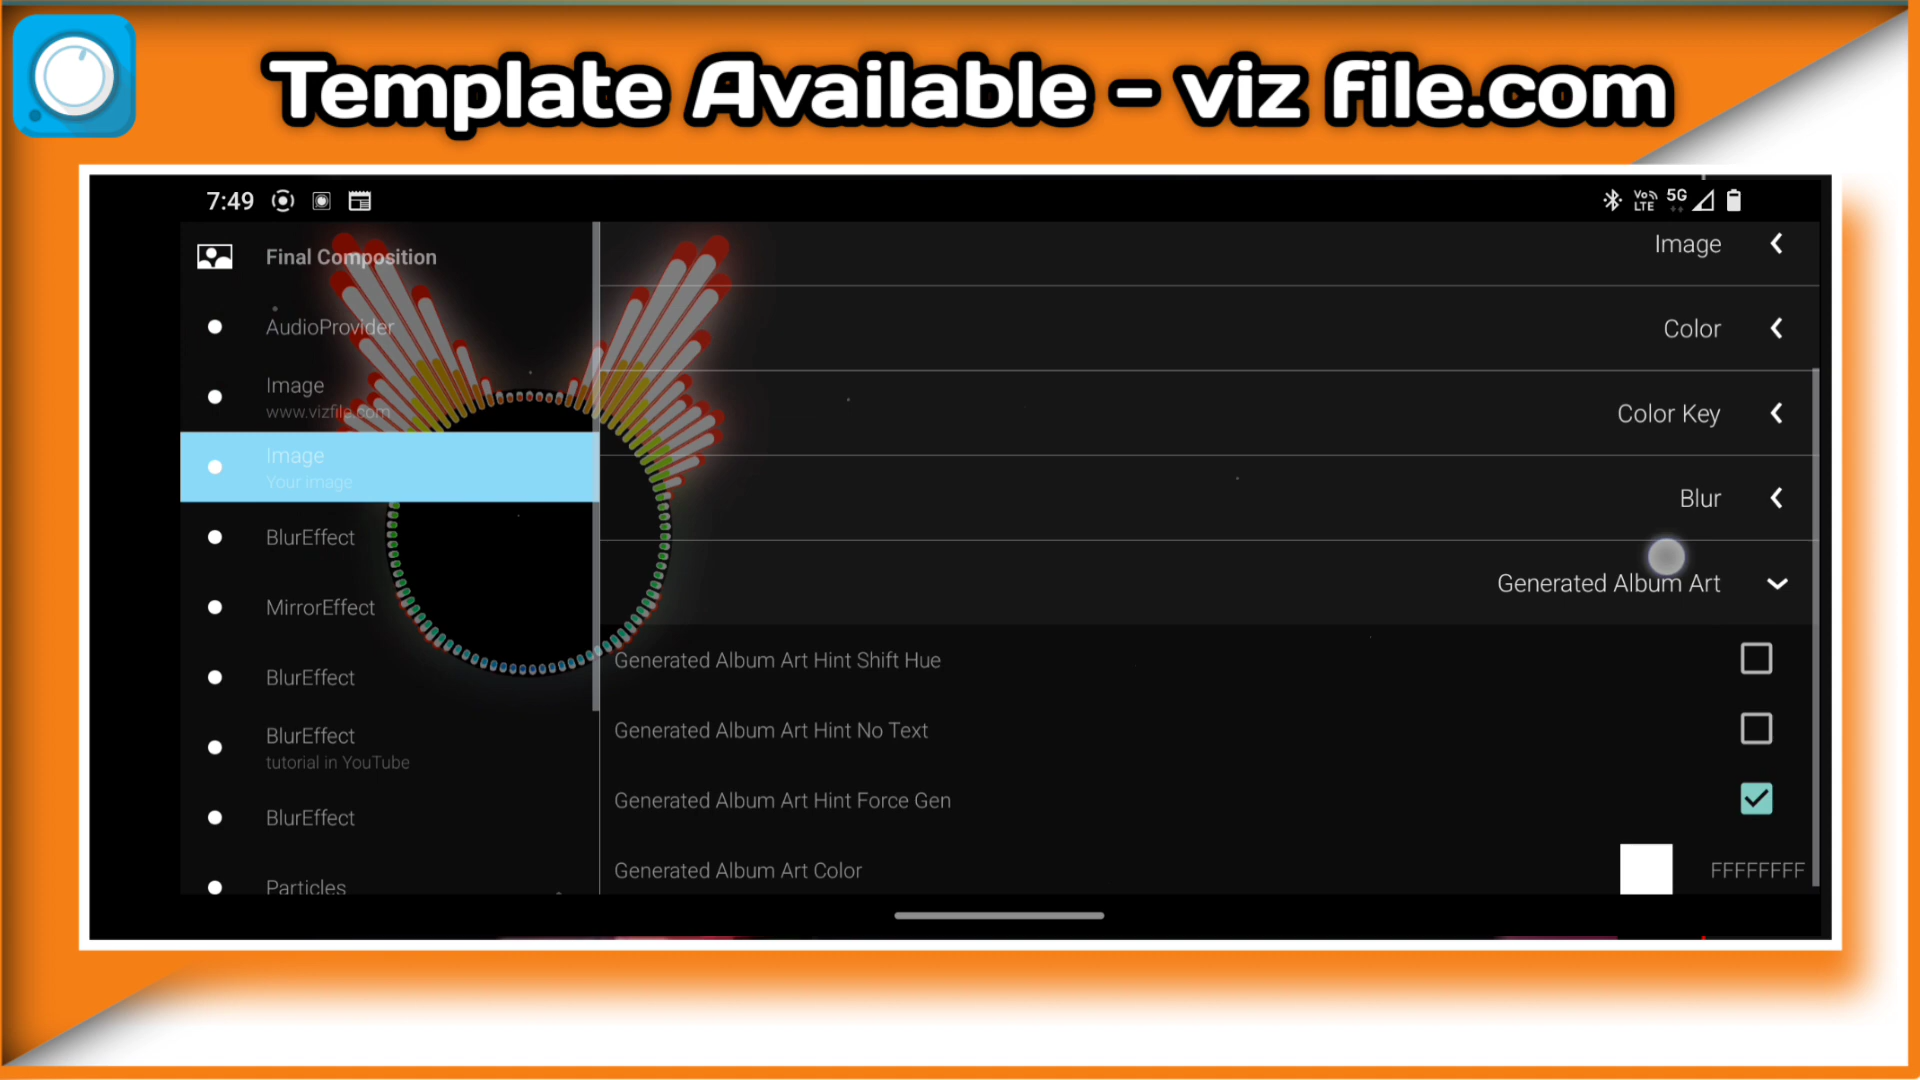 Template Available - viz file.com
7:49
Vo
LTE
5G
Final Composition
AudioProvider
Image
www.vizfile.com
Image
Your image
BlurEffect
MirrorEffect
BlurEffect
BlurEffect
tutorial in YouTube
BlurEffect
Particles
Image
Color
Color Key
Blur
Generated Album Art
Generated Album Art Hint Shift Hue
Generated Album Art Hint No Text
Generated Album Art Hint Force Gen
Generated Album Art Color
FFFFFFFF